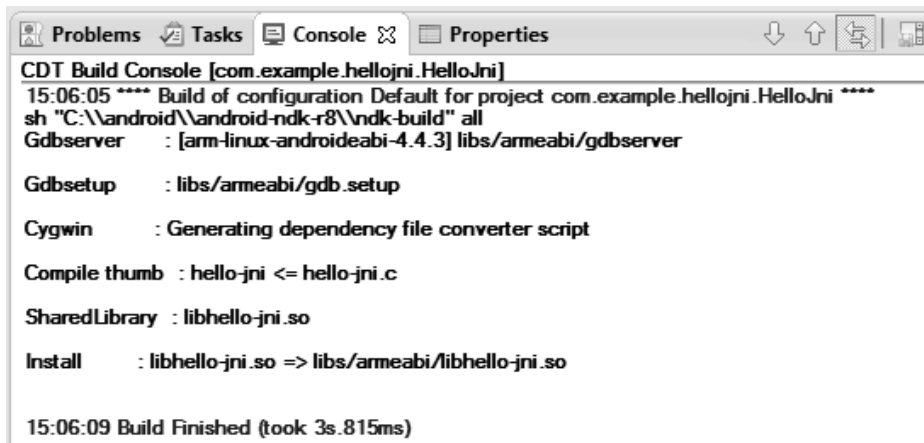 Problems Tasks Console Properties
CDT Build Console [com.example.hellojni.HelloJni]
15:06:05 **** Build of configuration Default for project com.example.hellojni.HelloJni ****
sh "C:\\android\\android-ndk-r8\\ndk-build" all
Gdbserver : [arm-linux-androideabi-4.4.3] libs/armeabi/gdbserver
Gdbsetup : libs/armeabi/gdb.setup
Cygwin : Generating dependency file converter script
Compile thumb : hello-jni <= hello-jni.c
SharedLibrary : libhello-jni.so
Install : libhello-jni.so => libs/armeabi/libhello-jni.so
15:06:09 Build Finished (took 3s.815ms)